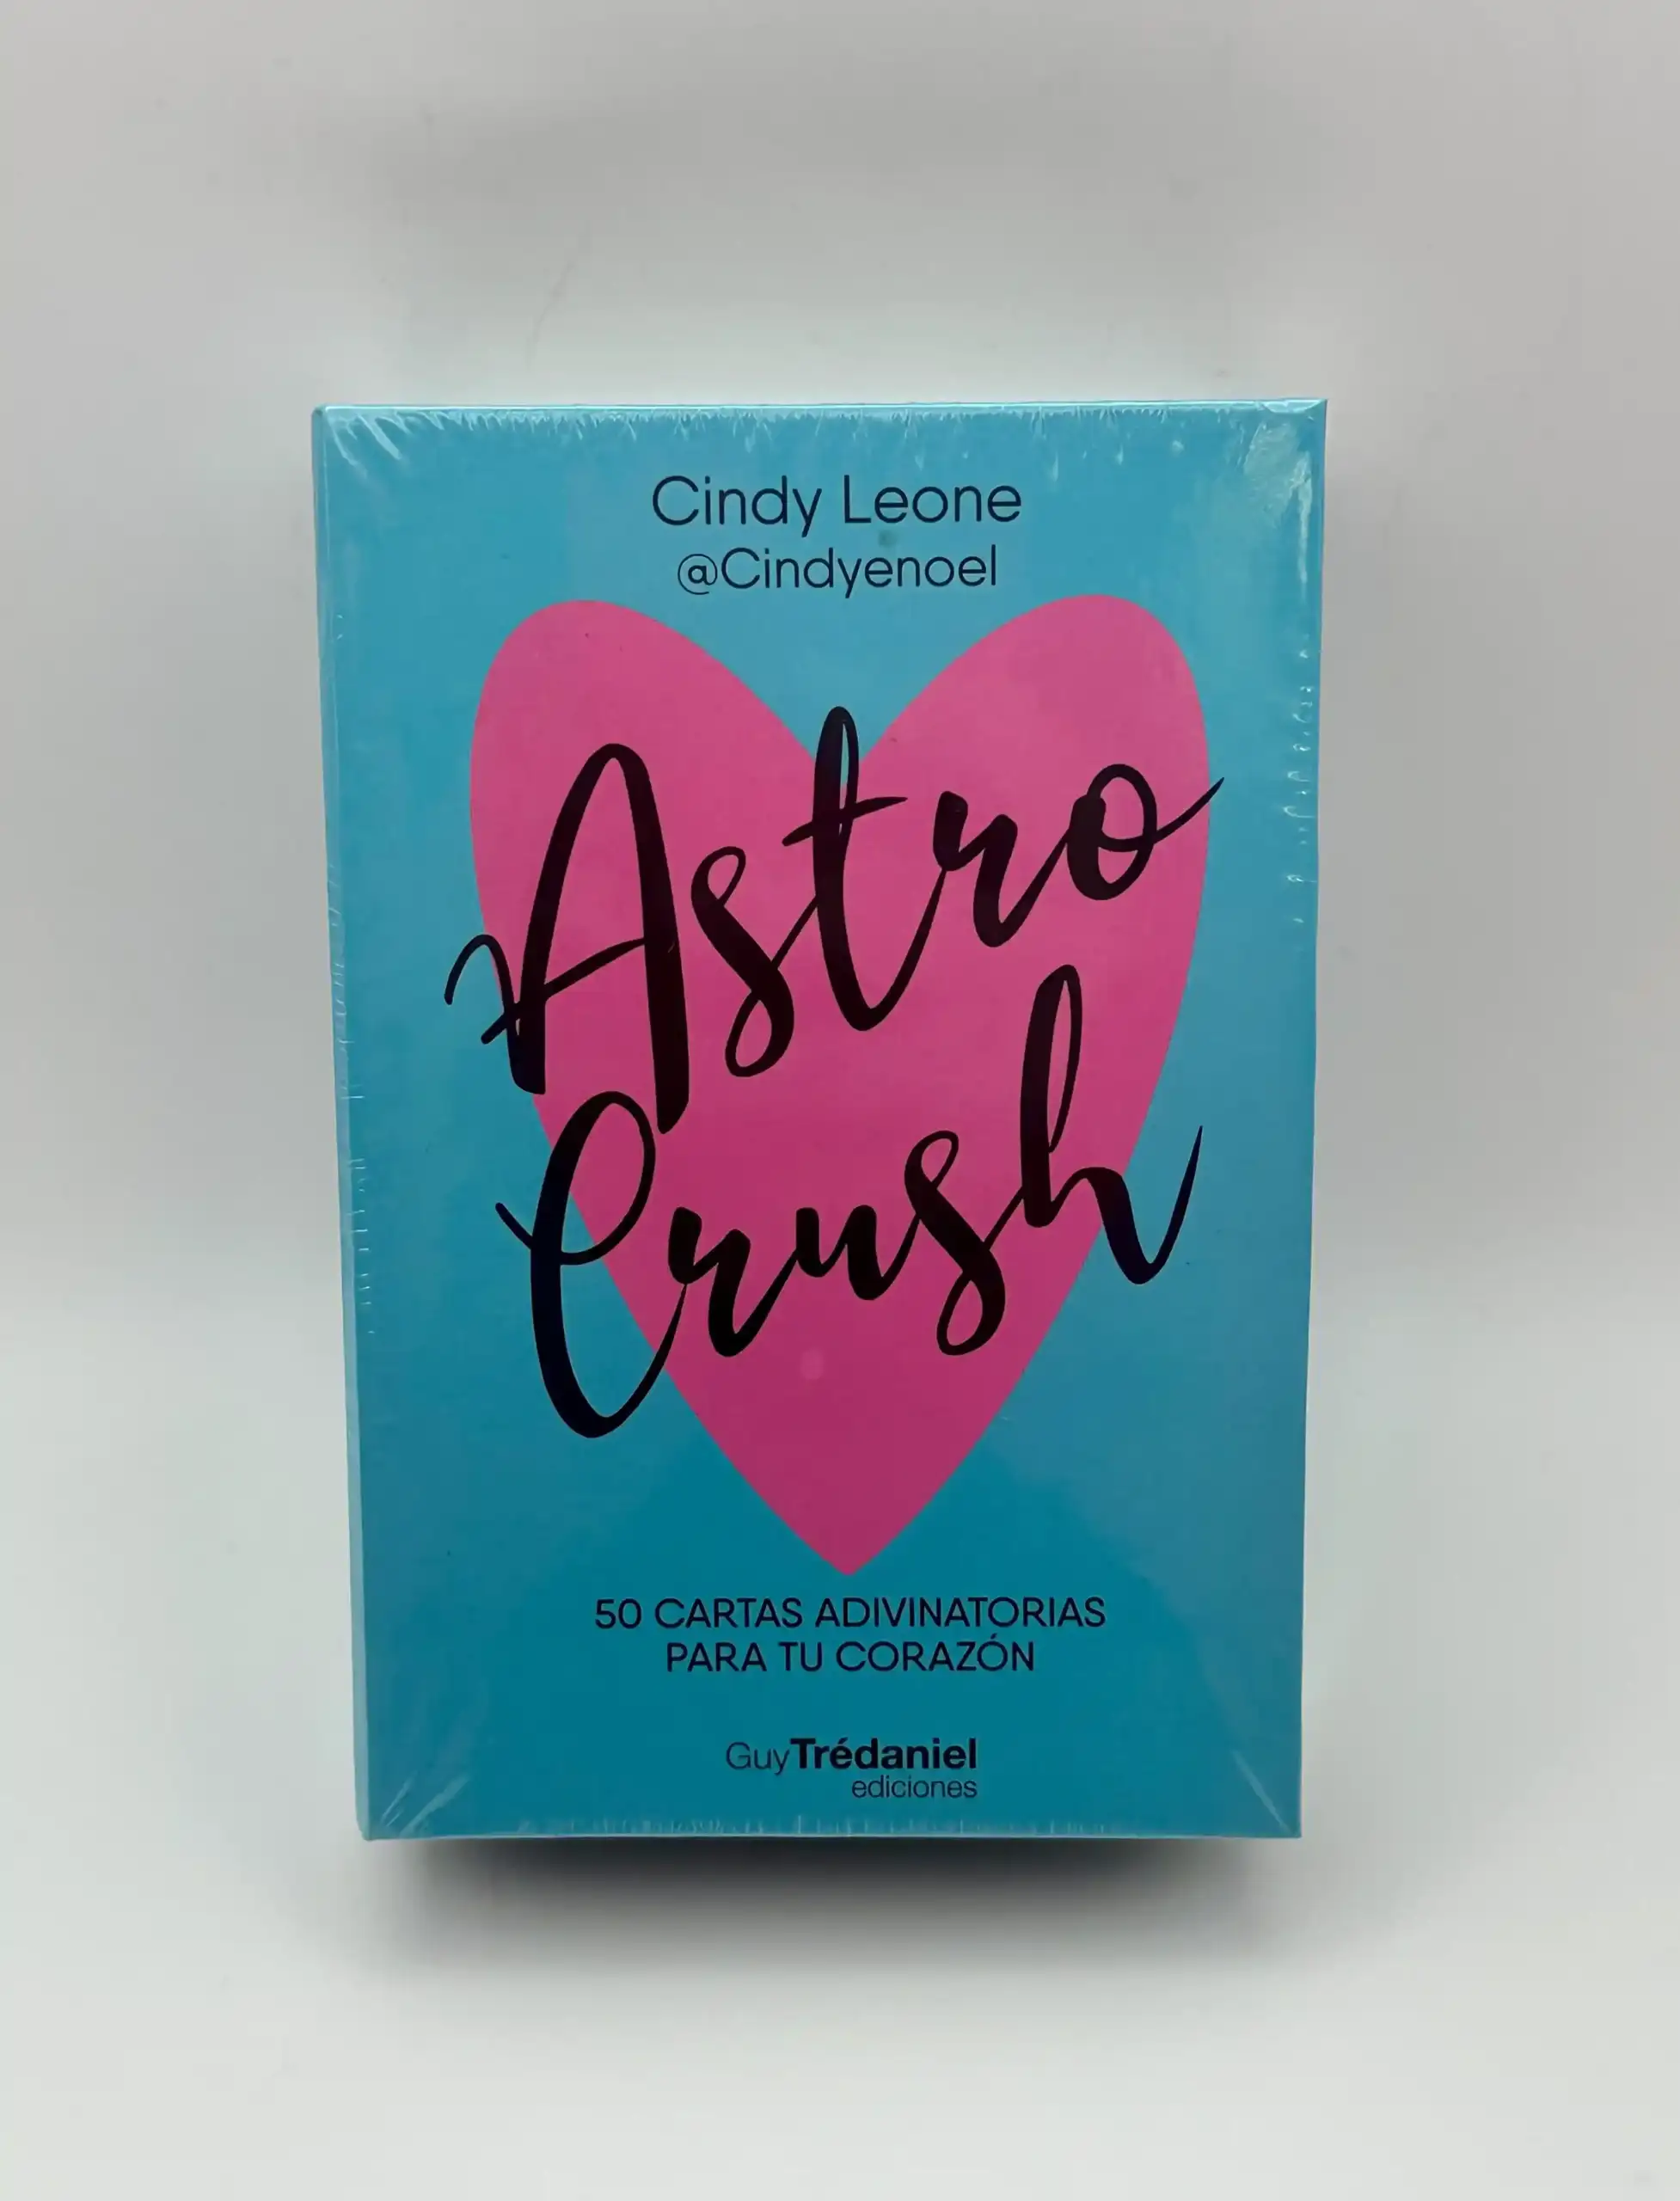 Cindy Leone
@Cindyenoel
Astro
Crush
50 CARTAS ADIVINATORIAS
PARA TU CORAZÓN
GuyTrédaniel
ediciones